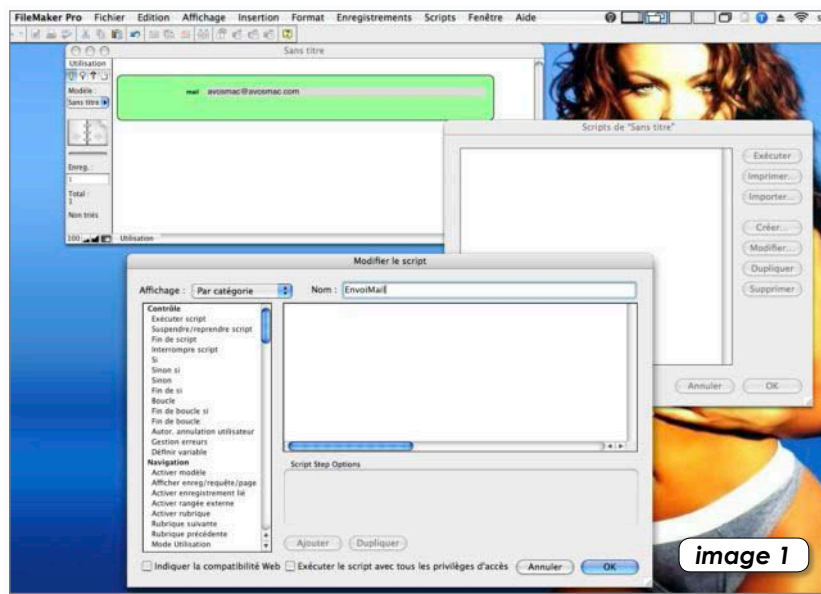 FileMaker Pro Fichier Edition Affichage Insertion Format Enregistrements Scripts Fenêtre Aide
Sans titre
Utilisation
Modèle :
Sans titre
mail avosmac@avosmac.com
Enreg. :
1
Total :
1
Non triés
100
Utilisation
Scripts de "Sans titre"
Exécuter
Imprimer...
Importer...
Créer...
Modifier...
Dupliquer
Supprimer
Annuler
OK
Modifier le script
Affichage : Par catégorie
Nom : EnvoiMail
Contrôle
Exécuter script
Suspendre/reprendre script
Fin de script
Interrompre script
Si
Sinon si
Sinon
Fin de si
Boucle
Fin de boucle si
Fin de boucle
Autor. annulation utilisateur
Gestion erreurs
Définir variable
Navigation
Activer modèle
Afficher enreg/requête/page
Activer enregistrement lié
Activer rangée externe
Activer rubrique
Rubrique suivante
Rubrique précédente
Mode Utilisation
Script Step Options
Ajouter
Dupliquer
Indiquer la compatibilité Web
Exécuter le script avec tous les privilèges d'accès
Annuler
OK
image 1